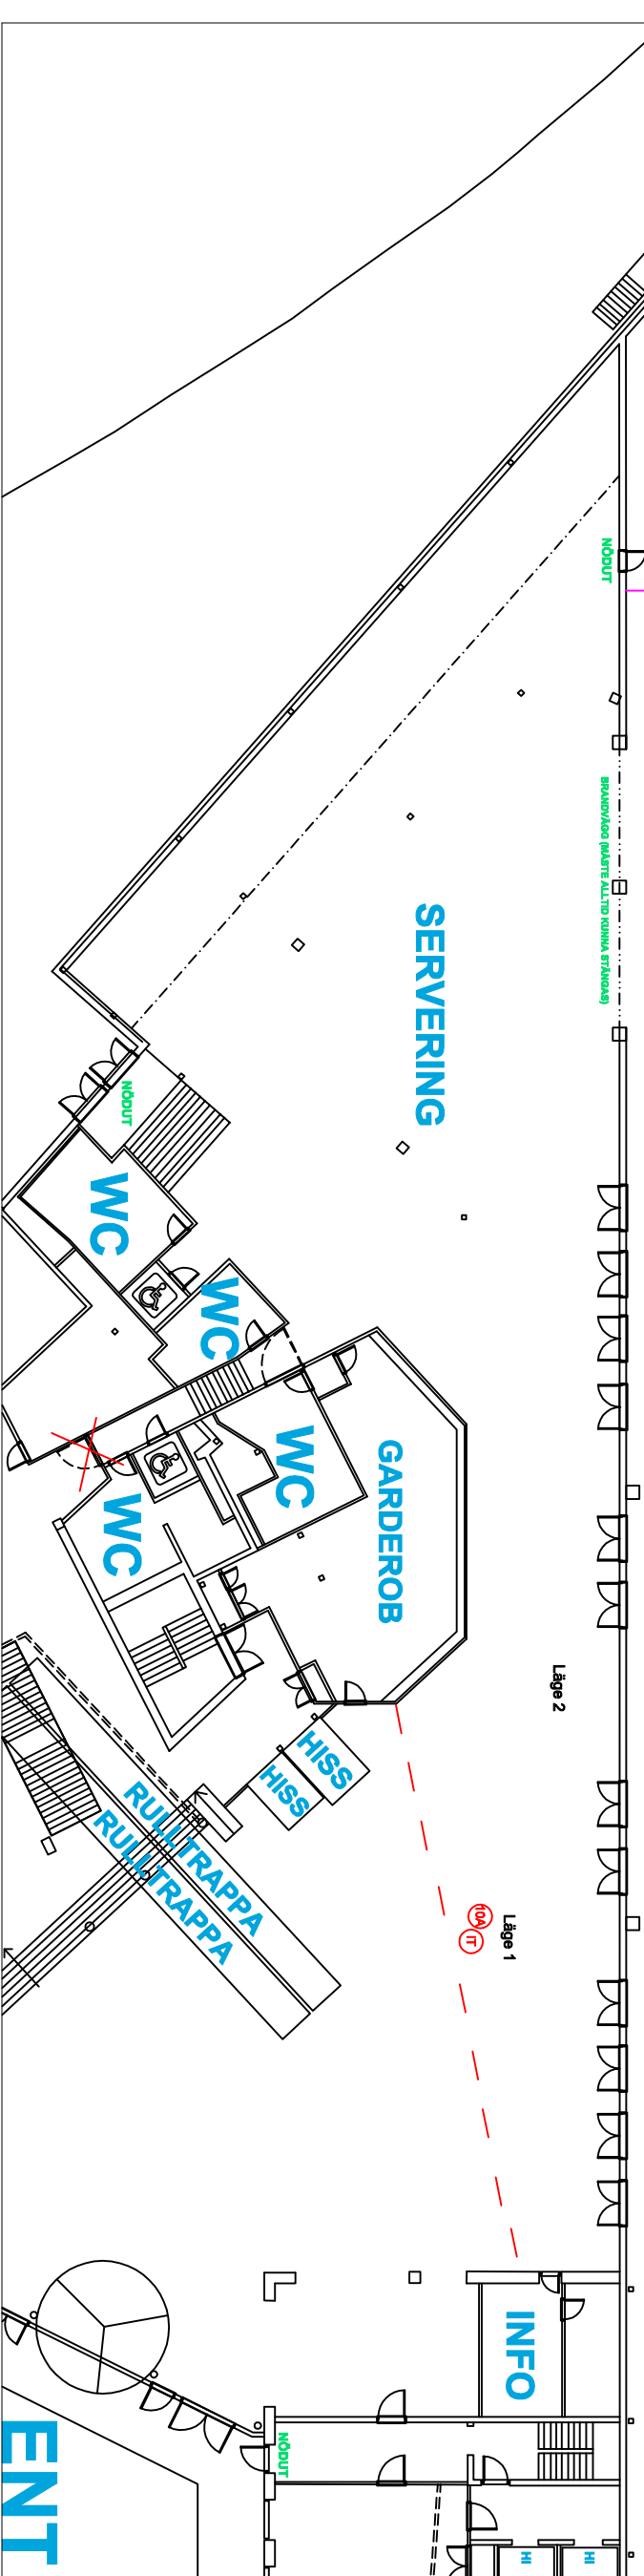 NÖDUT
BRANDVÄGG (MÅSTE ALLTID KUNNA STÄNGAS)
SERVERING
NÖDUT
WC
WC
WC
GARDEROB
WC
Läge 2
HISS
HISS
RULLTRAPPA
RULLTRAPPA
Läge 1
10A
IT
INFO
NÖDUT
ENT
HI
HI